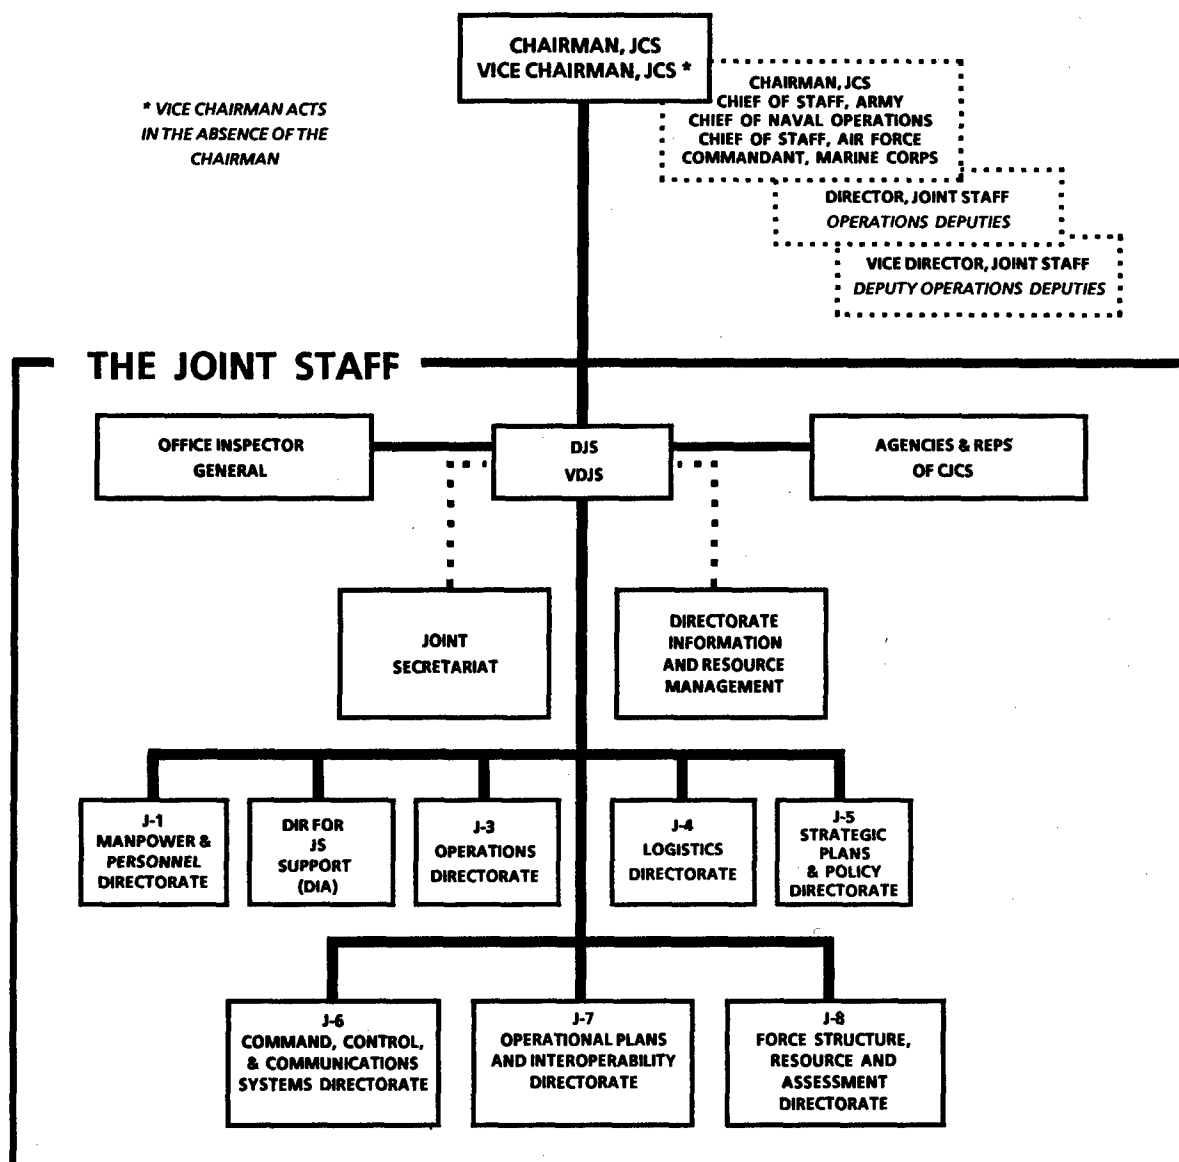 CHAIRMAN, JCS
VICE CHAIRMAN, JCS *
* VICE CHAIRMAN ACTS
IN THE ABSENCE OF THE
CHAIRMAN
CHAIRMAN, JCS
CHIEF OF STAFF, ARMY
CHIEF OF NAVAL OPERATIONS
CHIEF OF STAFF, AIR FORCE
COMMANDANT, MARINE CORPS
DIRECTOR, JOINT STAFF
OPERATIONS DEPUTIES
VICE DIRECTOR, JOINT STAFF
DEPUTY OPERATIONS DEPUTIES
THE JOINT STAFF
OFFICE INSPECTOR
GENERAL
DJS
VDJS
AGENCIES & REPS
OF CJCS
JOINT
SECRETARIAT
DIRECTORATE
INFORMATION
AND RESOURCE
MANAGEMENT
J-1
MANPOWER &
PERSONNEL
DIRECTORATE
DIR FOR
JS
SUPPORT
(DIA)
J-3
OPERATIONS
DIRECTORATE
J-4
LOGISTICS
DIRECTORATE
J-5
STRATEGIC
PLANS
& POLICY
DIRECTORATE
J-6
COMMAND, CONTROL,
& COMMUNICATIONS
SYSTEMS DIRECTORATE
J-7
OPERATIONAL PLANS
AND INTEROPERABILITY
DIRECTORATE
J-8
FORCE STRUCTURE,
RESOURCE AND
ASSESSMENT
DIRECTORATE